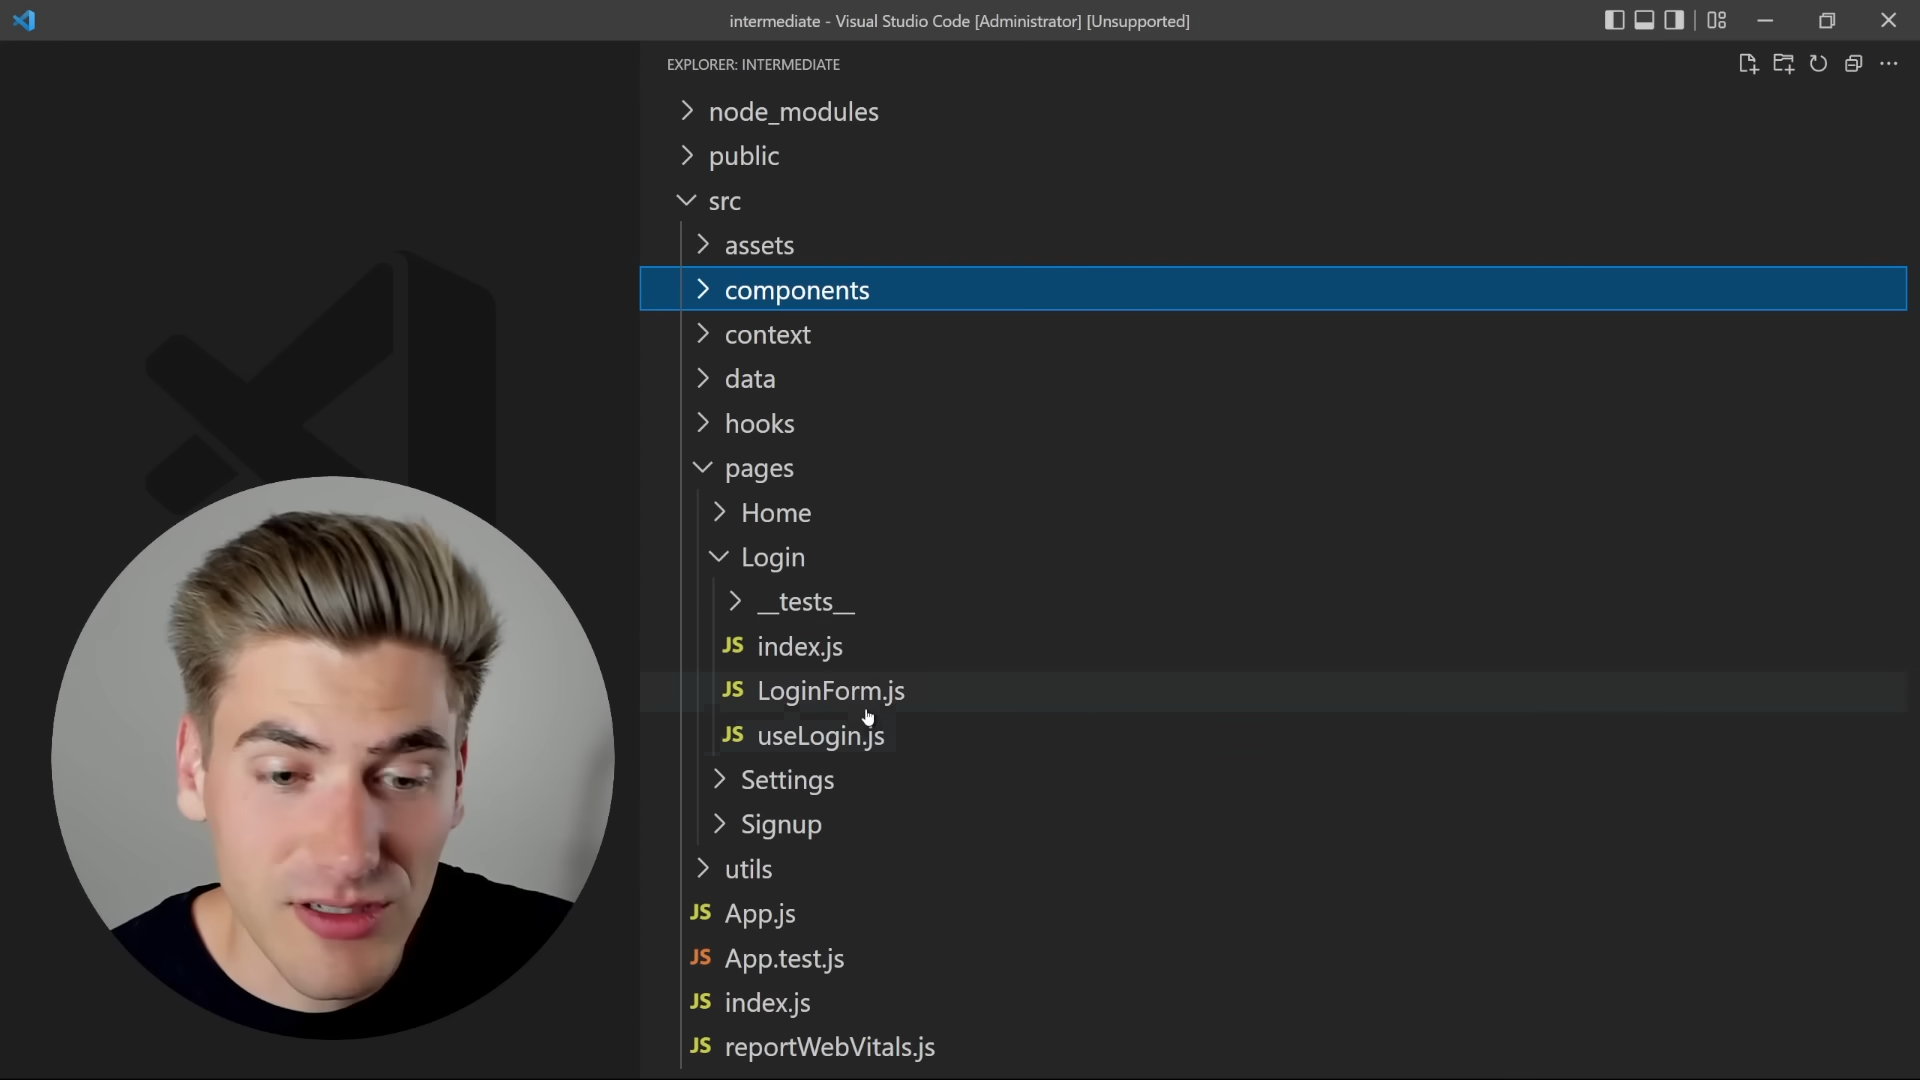 intermediate - Visual Studio Code [Administrator] [Unsupported]
EXPLORER: INTERMEDIATE
node_modules
public
src
assets
components
context
data
hooks
pages
Home
Login
__tests__
JS index.js
JS LoginForm.js
JS useLogin.js
Settings
Signup
utils
JS App.js
JS App.test.js
JS index.js
JS reportWebVitals.js